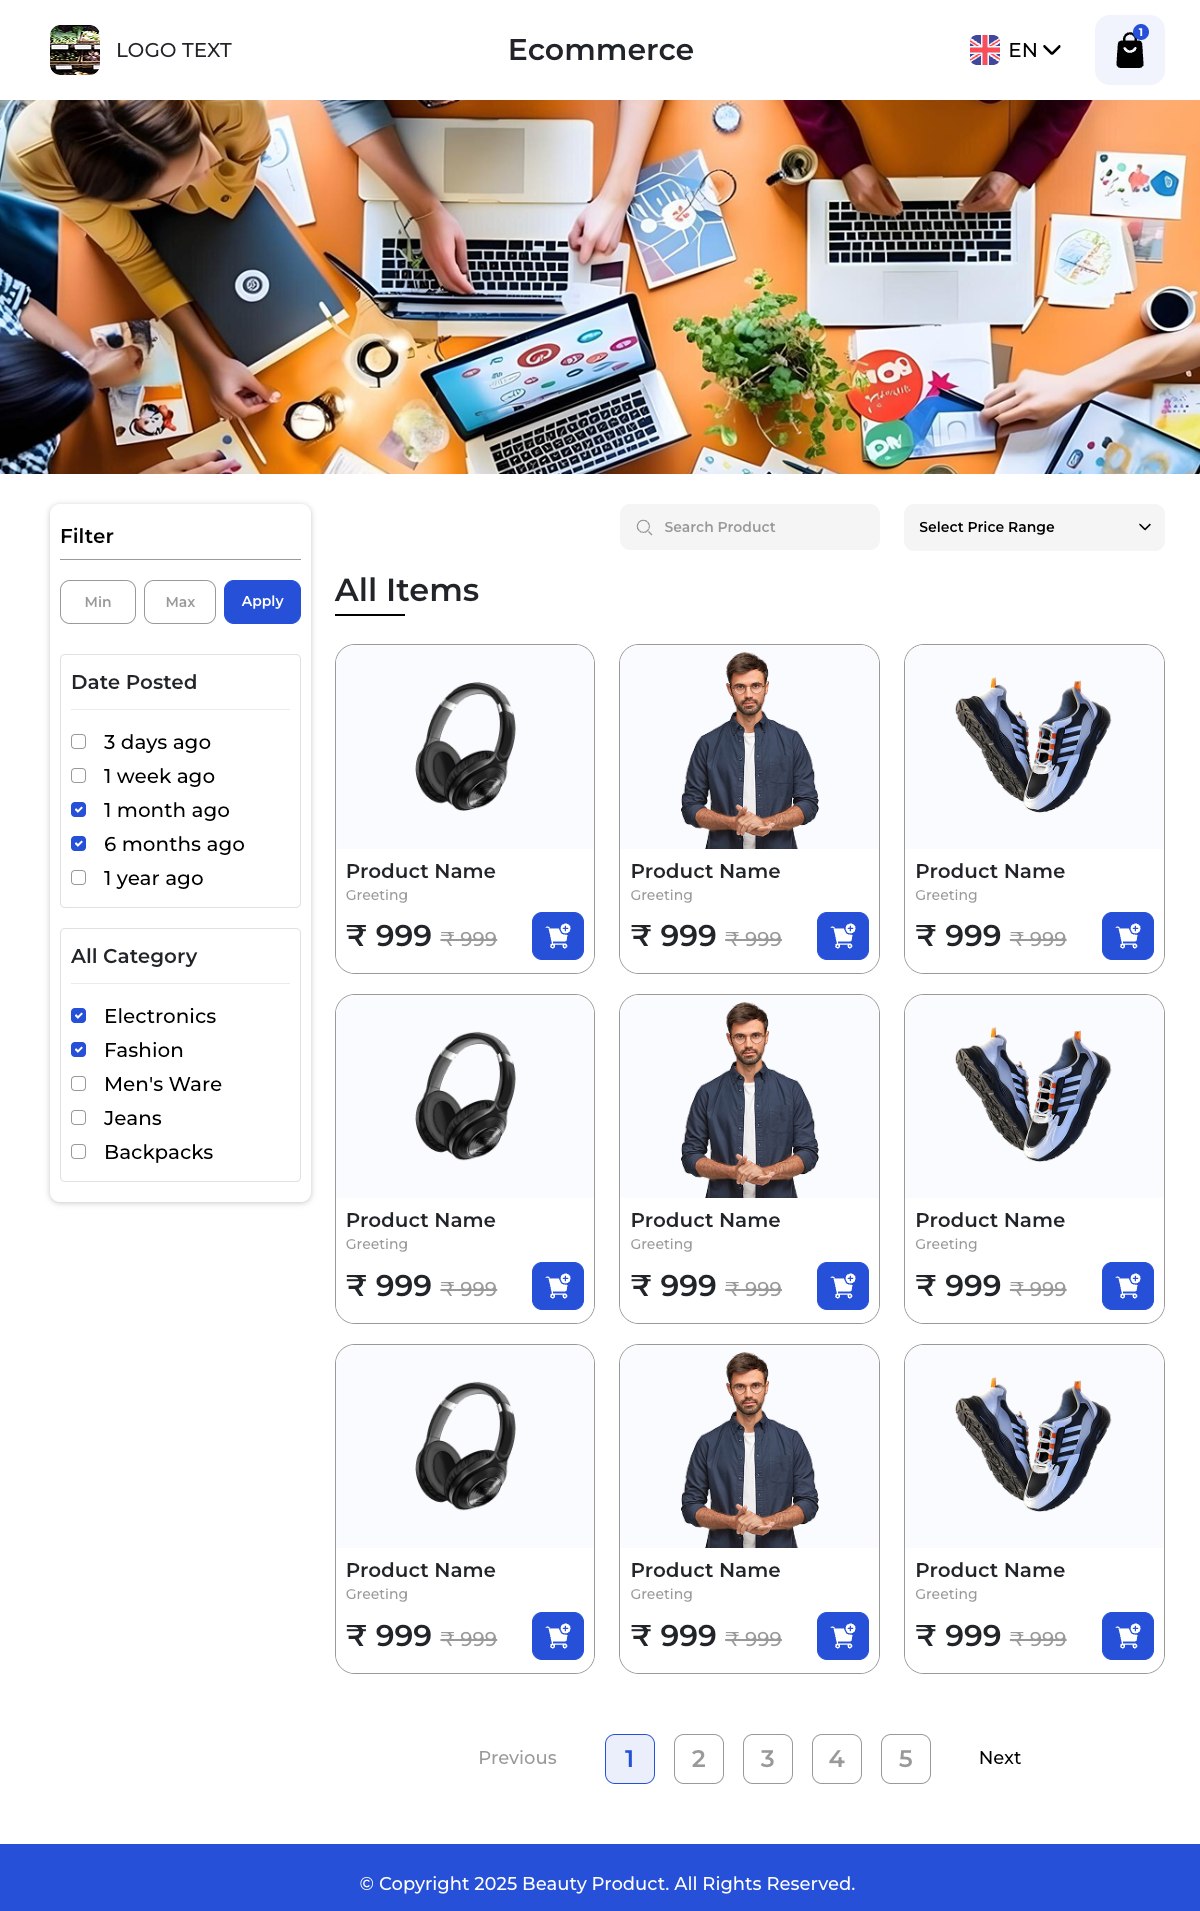 LOGO TEXT
Ecommerce
EN
1
Filter
Min
Max
Apply
Date Posted
3 days ago
1 week ago
1 month ago
6 months ago
1 year ago
All Category
Electronics
Fashion
Men's Ware
Jeans
Backpacks
Search Product
Select Price Range
All Items
Product Name
Greeting
₹ 999 ₹ 999
Product Name
Greeting
₹ 999 ₹ 999
Product Name
Greeting
₹ 999 ₹ 999
Product Name
Greeting
₹ 999 ₹ 999
Product Name
Greeting
₹ 999 ₹ 999
Product Name
Greeting
₹ 999 ₹ 999
Product Name
Greeting
₹ 999 ₹ 999
Product Name
Greeting
₹ 999 ₹ 999
Product Name
Greeting
₹ 999 ₹ 999
Previous
1
2
3
4
5
Next
© Copyright 2025 Beauty Product. All Rights Reserved.